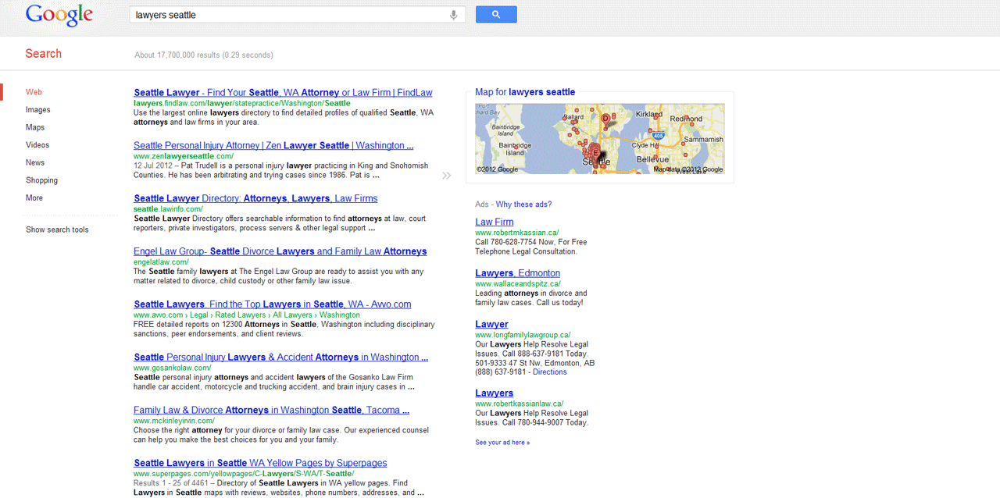 Google
lawyers seattle
Search
About 17,700,000 results (0.29 seconds)
Web
Images
Maps
Videos
News
Shopping
More
Show search tools
Seattle Lawyer - Find Your Seattle, WA Attorney or Law Firm | FindLaw
lawyers.findlaw.com/lawyer/statepractice/Washington/Seattle
Use the largest online lawyers directory to find detailed profiles of qualified Seattle, WA
attorneys and law firms in your area.
Seattle Personal Injury Attorney | Zen Lawyer Seattle | Washington ...
www.zenlawyerseattle.com/
12 Jul 2012 – Pat Trudell is a personal injury lawyer practicing in King and Snohomish
Counties. He has been arbitrating and trying cases since 1986. Pat is ...
Seattle Lawyer Directory: Attorneys, Lawyers, Law Firms
seattle.lawinfo.com/
Seattle Lawyer Directory offers searchable information to find attorneys at law, court
reporters, private investigators, process servers & other legal support ...
Engel Law Group- Seattle Divorce Lawyers and Family Law Attorneys
engelatlaw.com/
The Seattle family lawyers at The Engel Law Group are ready to assist you with any
matter related to divorce, child custody or other family law issue.
Seattle Lawyers. Find the Top Lawyers in Seattle, WA - Avvo.com
www.avvo.com › Legal › Rated Lawyers › All Lawyers › Washington
FREE detailed reports on 12300 Attorneys in Seattle, Washington including disciplinary
sanctions, peer endorsements, and client reviews.
Seattle Personal Injury Lawyers & Accident Attorneys in Washington ...
www.gosankolaw.com/
Seattle personal injury attorneys and accident lawyers of the Gosanko Law Firm
handle car accident, motorcycle and trucking accident, and brain injury cases in ...
Family Law & Divorce Attorneys in Washington Seattle, Tacoma ...
www.mckinleyirvin.com/
Choose the right attorney for your divorce or family law case. Our experienced counsel
can help you make the best choices for you and your family.
Seattle Lawyers in Seattle WA Yellow Pages by Superpages
www.superpages.com/yellowpages/C-Lawyers/S-WA/T-Seattle/
Results 1 - 25 of 4461 – Directory of Seattle Lawyers in WA yellow pages. Find
Lawyers in Seattle maps with reviews, websites, phone numbers, addresses, and ...
Map for lawyers seattle
Ballard
Kirkland
Redmond
Bainbridge
Island
D
405
Sammamish
Bainbridge
Island
E
Clyde Hill
Bellevue
©2012 Google
Map data ©2012 Google
Ads - Why these ads?
Law Firm
www.robertmkassian.ca/
Call 780-628-7754 Now, For Free
Telephone Legal Consultation.
Lawyers, Edmonton
www.wallaceandspitz.ca/
Leading attorneys in divorce and
family law cases. Call us today!
Lawyer
www.longfamilylawgroup.ca/
Our Lawyers Help Resolve Legal
Issues. Call 888-637-9181 Today.
501-9333 47 St Nw, Edmonton, AB
(888) 637-9181 - Directions
Lawyers
www.robertkassianlaw.ca/
Our Lawyers Help Resolve Legal
Issues. Call 780-944-9007 Today.
See your ad here »